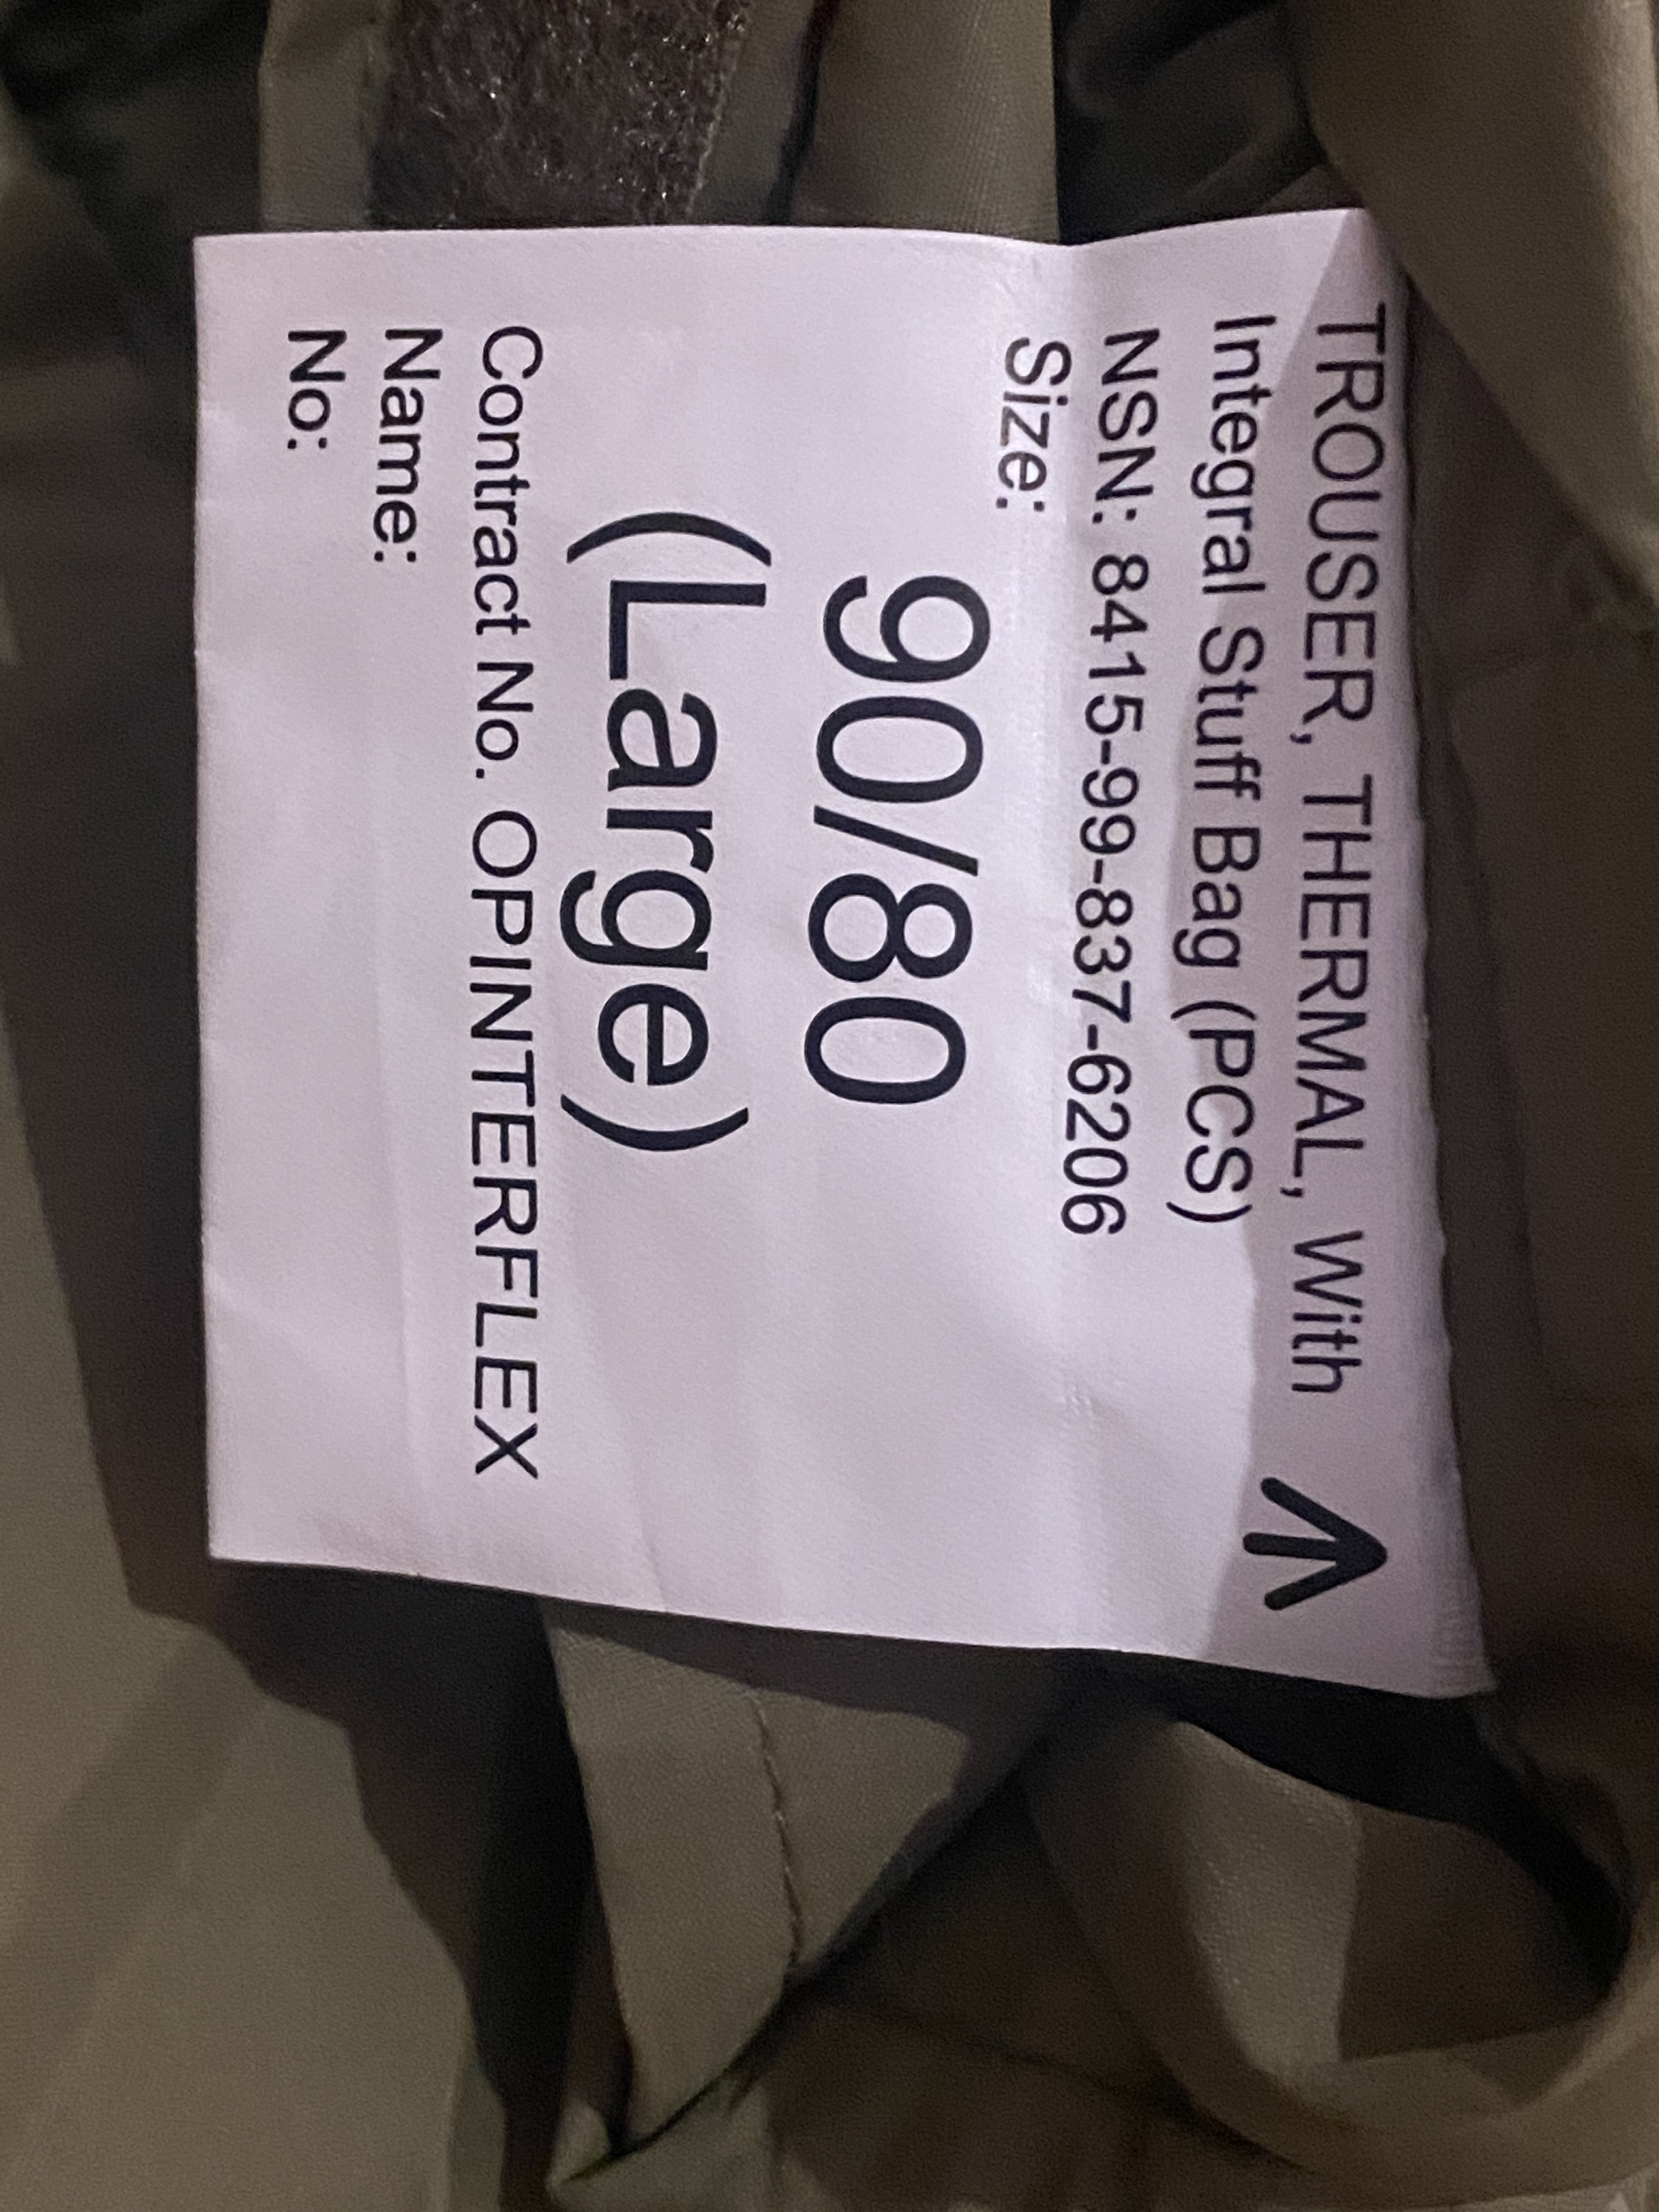 TROUSER, THERMAL, With
Integral Stuff Bag (PCS)
NSN: 8415-99-837-6206
Size:
90/80
(Large)
Contract No. OPINTERFLEX
Name:
No: